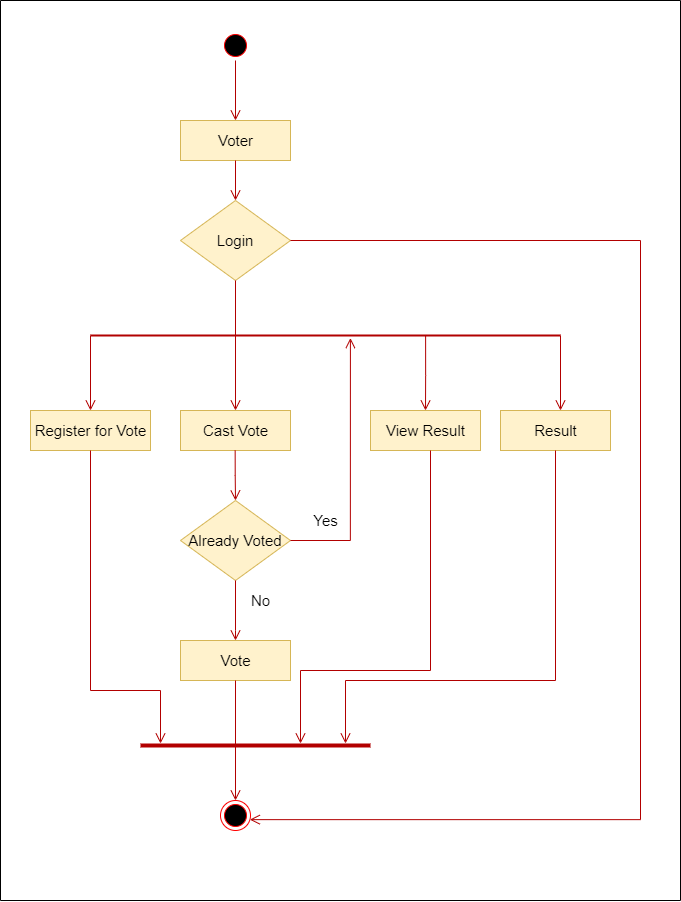 Voter
Login
Register for Vote
Cast Vote
View Result
Result
Yes
Already Voted
No
Vote